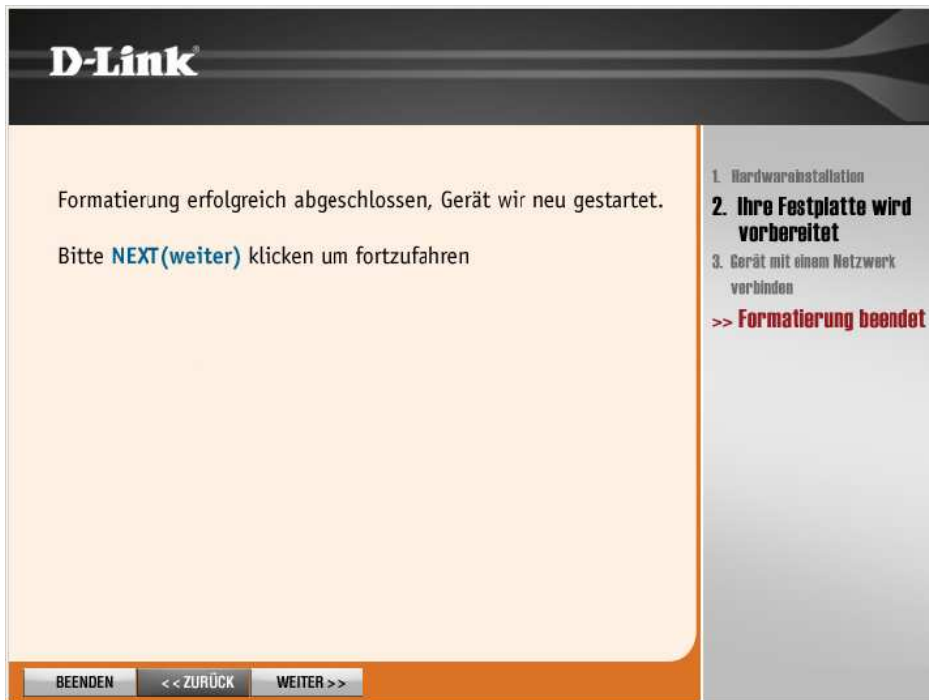 D-Link®
Formatierung erfolgreich abgeschlossen, Gerät wir neu gestartet.
Bitte NEXT(weiter) klicken um fortzufahren
1. Hardwareinstallation
2. Ihre Festplatte wird
vorbereitet
3. Gerät mit einem Netzwerk
verbinden
>> Formatierung beendet
BEENDEN
<< ZURÜCK
WEITER >>